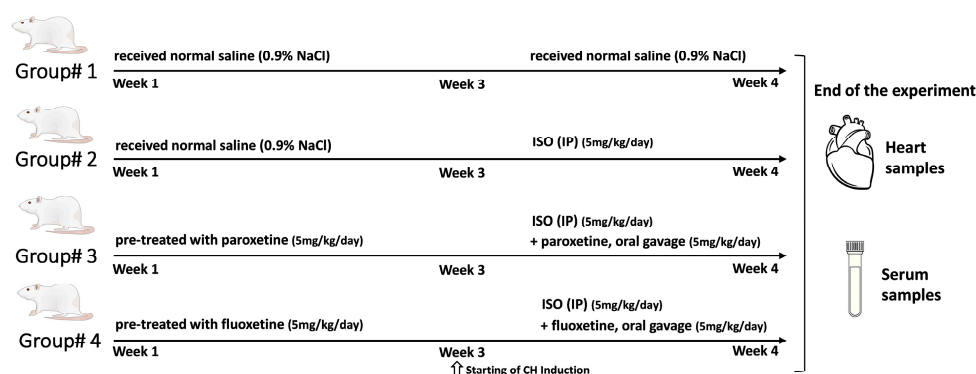 received normal saline (0.9% NaCl) received normal saline (0.9% NaCl)
Group# 1
Week 1 Week 3 Week 4
End of the experiment
received normal saline (0.9% NaCl) ISO (IP) (5mg/kg/day)
Group# 2
Week 1 Week 3 Week 4
Heart
samples
ISO (IP) (5mg/kg/day)
pre-treated with paroxetine (5mg/kg/day) + paroxetine, oral gavage (5mg/kg/day)
Group# 3
Week 1 Week 3 Week 4
Serum
samples
ISO (IP) (5mg/kg/day)
pre-treated with fluoxetine (5mg/kg/day) + fluoxetine, oral gavage (5mg/kg/day)
Group# 4
Week 1 Week 3 Week 4
⇧ Starting of CH Induction